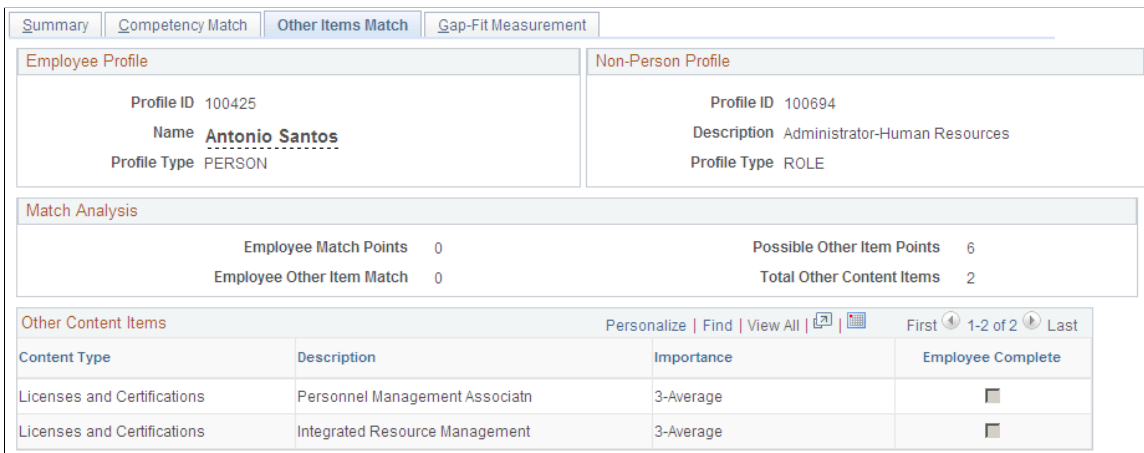 Summary Competency Match Other Items Match Gap-Fit Measurement
Employee Profile Non-Person Profile
Profile ID 100425 Profile ID 100694
Name Antonio Santos Description Administrator-Human Resources
Profile Type PERSON Profile Type ROLE
Match Analysis
Employee Match Points 0 Possible Other Item Points 6
Employee Other Item Match 0 Total Other Content Items 2
Other Content Items Personalize | Find | View All | | First 1-2 of 2 Last
Content Type Description Importance Employee Complete
Licenses and Certifications Personnel Management Associatn 3-Average
Licenses and Certifications Integrated Resource Management 3-Average